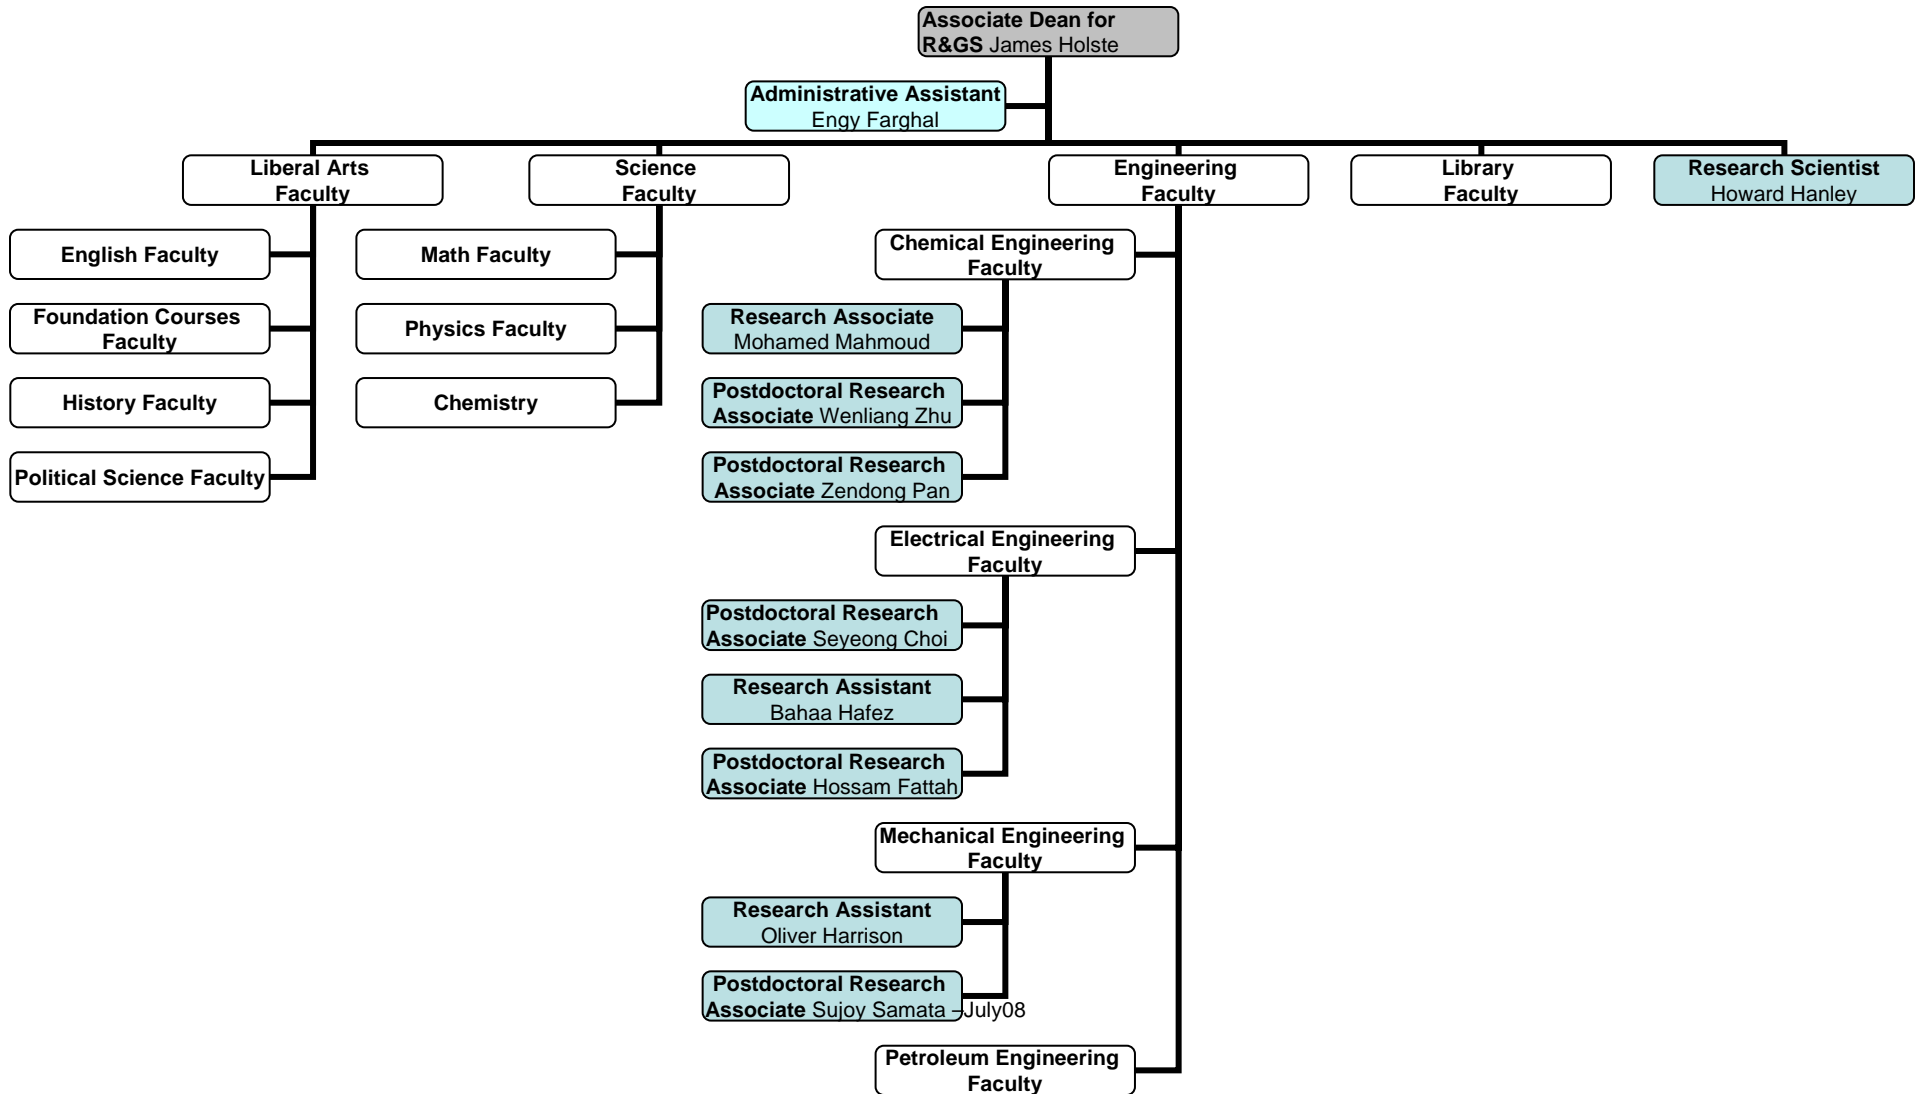 Associate Dean for
R&GS James Holste
Administrative Assistant
Engy Farghal
Liberal Arts
Faculty
Science
Faculty
Engineering
Faculty
Library
Faculty
Research Scientist
Howard Hanley
English Faculty
Foundation Courses
Faculty
History Faculty
Political Science Faculty
Math Faculty
Physics Faculty
Chemistry
Chemical Engineering
Faculty
Research Associate
Mohamed Mahmoud
Postdoctoral Research
Associate Wenliang Zhu
Postdoctoral Research
Associate Zendong Pan
Electrical Engineering
Faculty
Postdoctoral Research
Associate Seyeong Choi
Research Assistant
Bahaa Hafez
Postdoctoral Research
Associate Hossam Fattah
Mechanical Engineering
Faculty
Research Assistant
Oliver Harrison
Postdoctoral Research
Associate Sujoy Samata –July08
Petroleum Engineering
Faculty